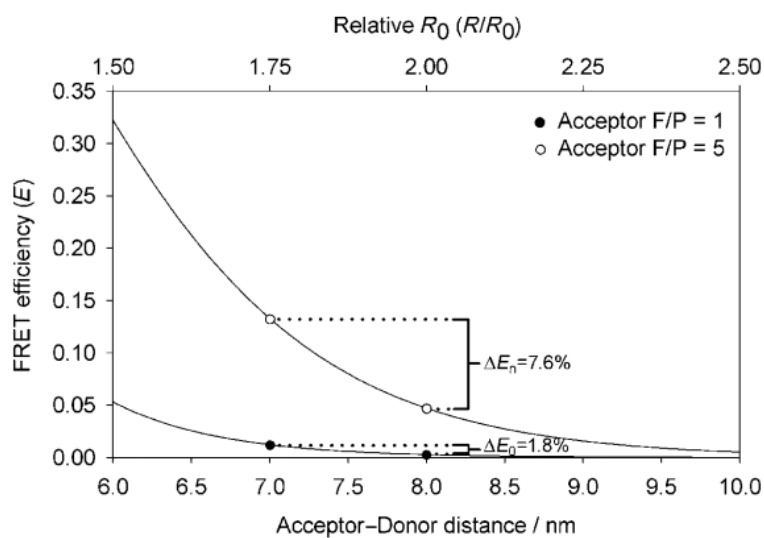 Relative R0 (R/R0)
1.50 1.75 2.00 2.25 2.50
0.35
0.30
0.25
0.20
0.15
0.10
0.05
0.00
FRET efficiency (E)
Acceptor F/P = 1
Acceptor F/P = 5
ΔEn=7.6%
ΔE0=1.8%
6.0 6.5 7.0 7.5 8.0 8.5 9.0 9.5 10.0
Acceptor–Donor distance / nm